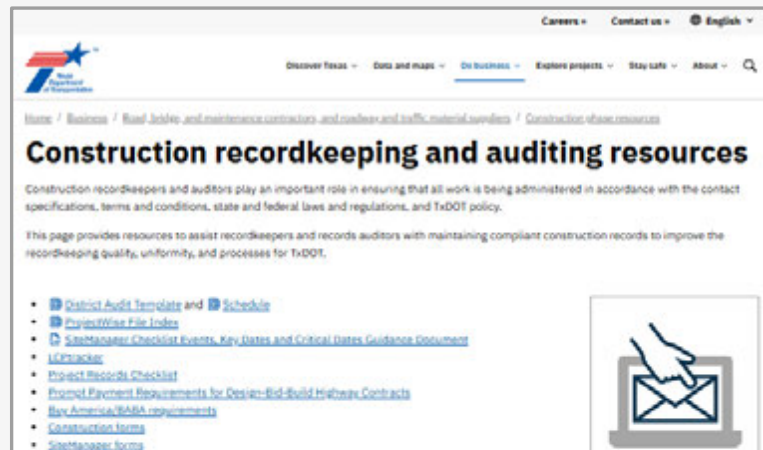 Careers » Contact us » English
Texas
Department
of Transportation
Discover Texas Data and maps Do business Explore projects Stay safe About
Home / Business / Road, bridge, and maintenance contractors, and roadway and traffic material suppliers / Construction phase resources
Construction recordkeeping and auditing resources
Construction recordkeepers and auditors play an important role in ensuring that all work is being administered in accordance with the contact
specifications, terms and conditions, state and federal laws and regulations, and TxDOT policy.
This page provides resources to assist recordkeepers and records auditors with maintaining compliant construction records to improve the
recordkeeping quality, uniformity, and processes for TxDOT.
• District Audit Template and Schedule
• ProjectWise File Index
• SiteManager Checklist Events, Key Dates and Critical Dates Guidance Document
• LCPtracker
• Project Records Checklist
• Prompt Payment Requirements for Design-Bid-Build Highway Contracts
• Buy America/BABA requirements
• Construction forms
• SiteManager forms